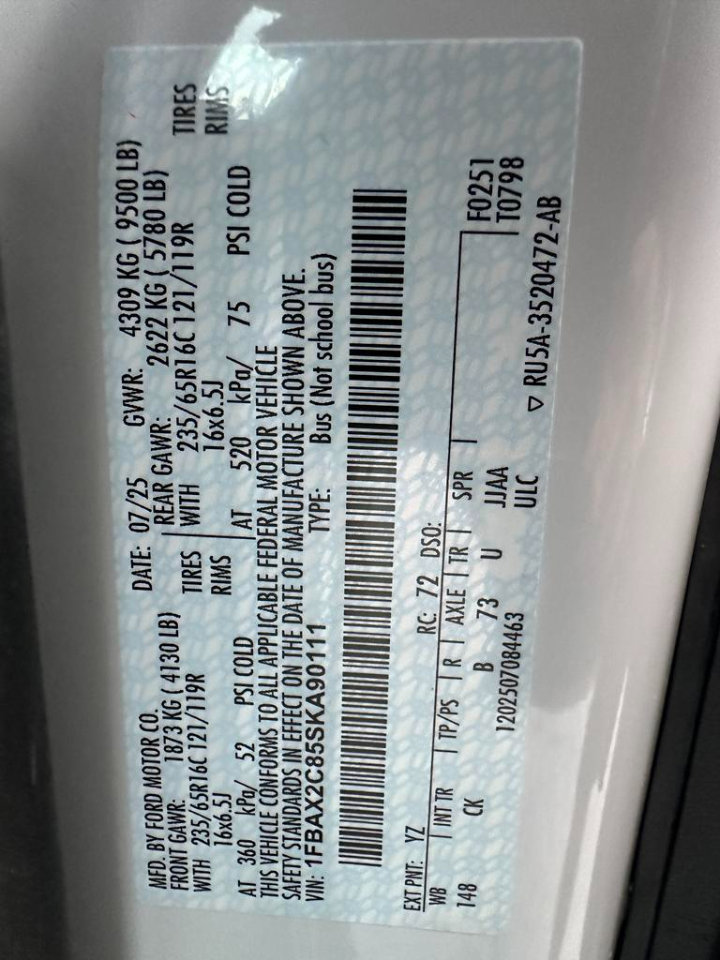 MFD. BY FORD MOTOR CO. DATE: 07/25 GVWR: 4309 KG ( 9500 LB)
FRONT GAWR: 1873 KG ( 4130 LB) REAR GAWR: 2622 KG ( 5780 LB)
WITH 235/65R16C 121/119R TIRES WITH 235/65R16C 121/119R TIRES
16x6.5J RIMS 16x6.5J RIMS
AT 360 kPa/ 52 PSI COLD AT 520 kPa/ 75 PSI COLD
THIS VEHICLE CONFORMS TO ALL APPLICABLE FEDERAL MOTOR VEHICLE
SAFETY STANDARDS IN EFFECT ON THE DATE OF MANUFACTURE SHOWN ABOVE.
VIN: 1FBAX2C85SKA90111 TYPE: Bus (Not school bus)
EXT PNT: YZ RC: 72 DSO:
WB | INT TR | TP/PS | R | AXLE | TR | SPR | F0251
148 CK B 73 U JJAA T0798
1202507084463 ULC ▽ RU5A-3520472-AB